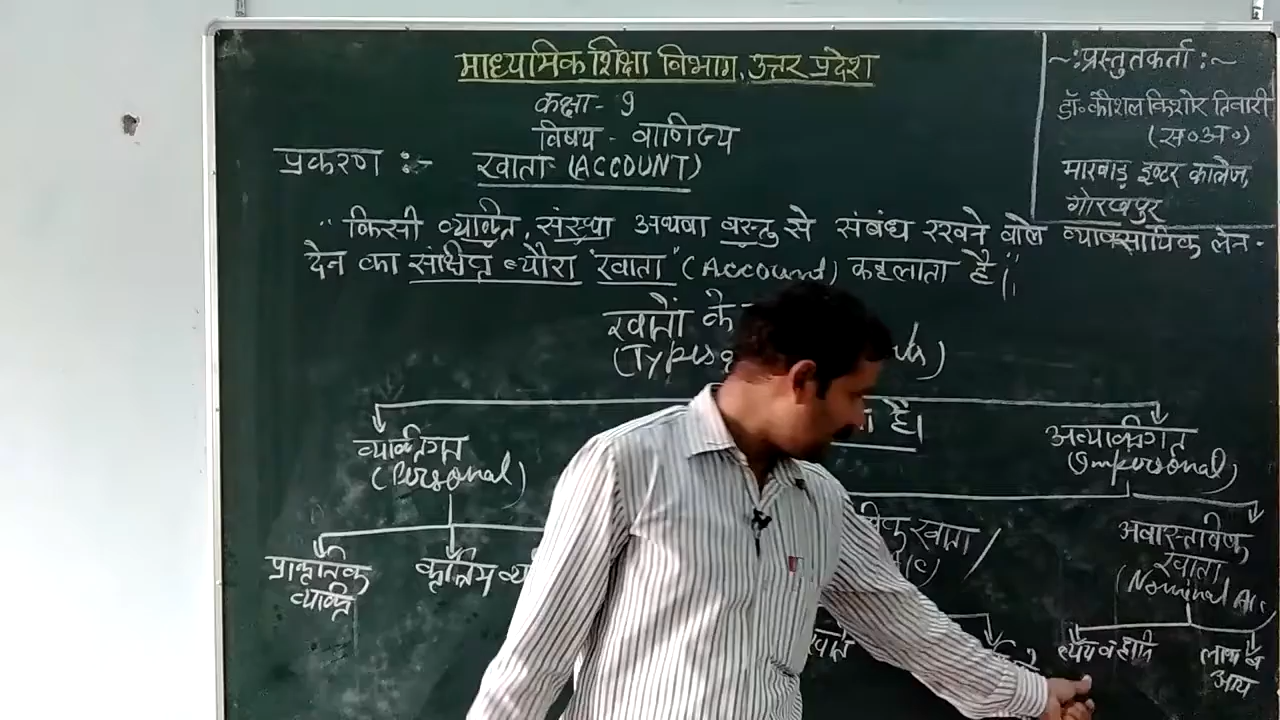 माध्यमिक शिक्षा विभाग, उत्तर प्रदेश
कक्षा - 9
विषय - वाणिज्य
प्रकरण :- खाता (ACCOUNT)
~:प्रस्तुतकर्ता:~
डॉ॰ कौशल किशोर तिवारी
(स॰अ॰)
मारवाड़ इण्टर कालेज,
गोरखपुर
"किसी व्यक्ति, संस्था अथवा वस्तु से संबंध रखने वाले व्यावसायिक लेन-
देन का संक्षिप्त ब्यौरा "खाता" (Account) कहलाता है।"
खातों के
(Types
है।
व्यक्तिगत
(Personal)
अव्यक्तिगत
(Impersonal)
प्राकृतिक
व्यक्ति
कृत्रिम
खाता /
अवास्तविक
खाता
(Nominal A/c
व्यय व हानि
लाभ व
आय